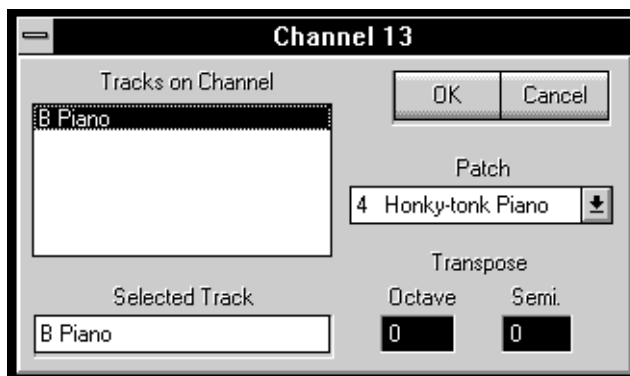 Channel 13
Tracks on Channel
B Piano
OK
Cancel
Patch
4 Honky-tonk Piano
Transpose
Selected Track
Octave
Semi.
B Piano
0
0